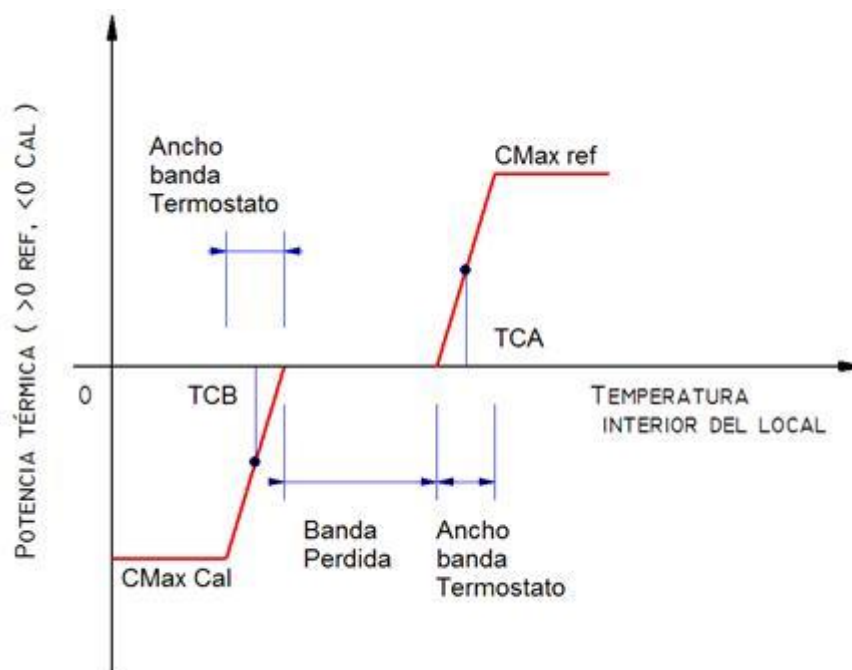 POTENCIA TÉRMICA ( >0 REF, <0 CAL )
Ancho
banda
Termostato
CMax ref
TCA
0
TCB
TEMPERATURA
INTERIOR DEL LOCAL
Banda
Perdida
Ancho
banda
Termostato
CMax Cal